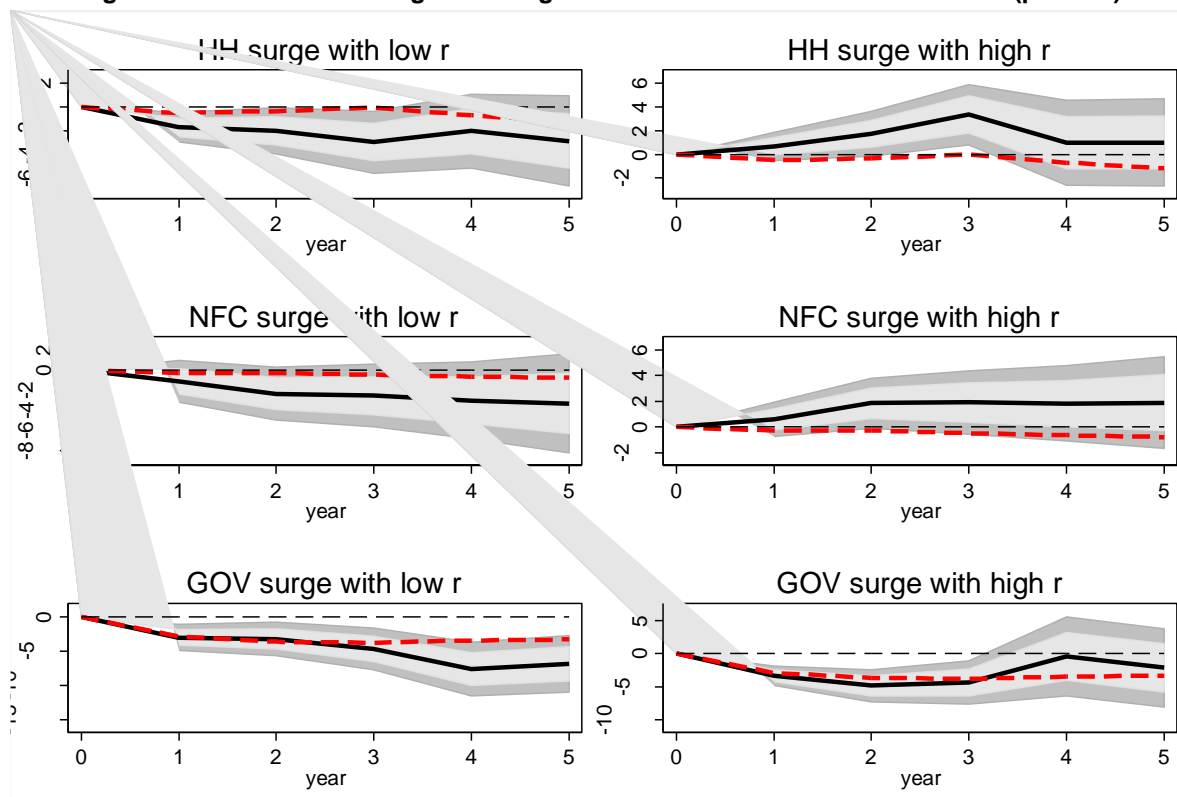 HH surge with low r
HH surge with high r
2
6 4 2 0 -2
1 2 3 4 5
0 1 2 3 4 5
year
year
NFC surge with low r
NFC surge with high r
2 0 -2 -4 -6 -8
6 4 2 0 -2
1 2 3 4 5
0 1 2 3 4 5
year
year
GOV surge with low r
GOV surge with high r
0 -5
5 0 -5 -10
0 1 2 3 4 5
0 1 2 3 4 5
year
year